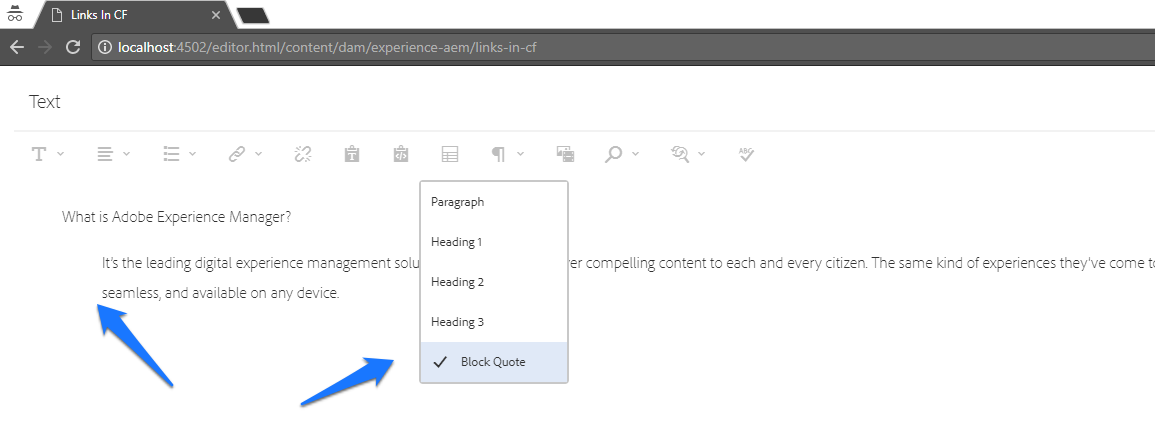 Links In CF
localhost:4502/editor.html/content/dam/experience-aem/links-in-cf
Text
T
T
ABC
Paragraph
Heading 1
Heading 2
Heading 3
Block Quote
What is Adobe Experience Manager?
It's the leading digital experience management solu er compelling content to each and every citizen. The same kind of experiences they've come to
seamless, and available on any device.